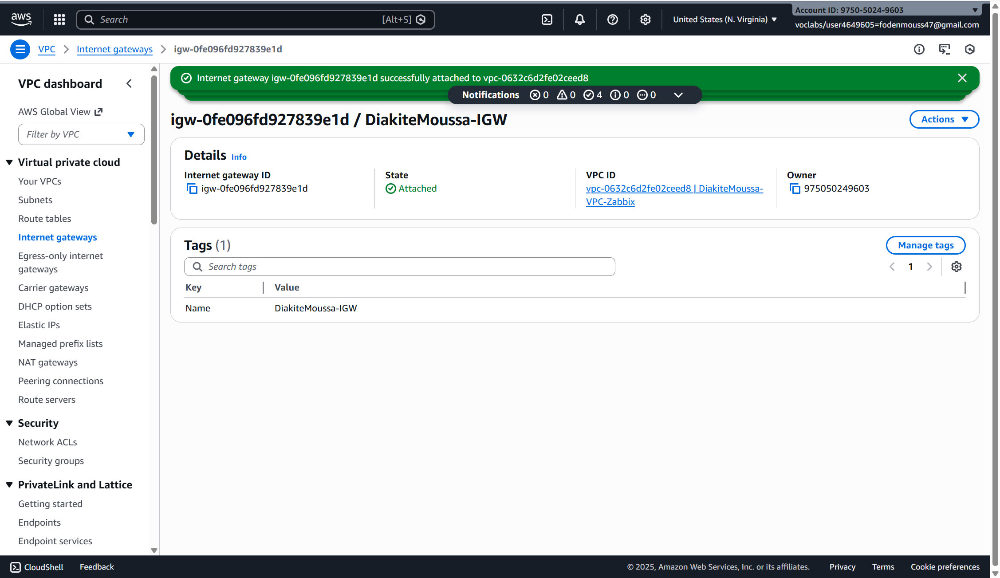 aws
Search [Alt+S]
United States (N. Virginia)
Account ID: 9750-5024-9603
voclabs/user4649605=fodenmouss47@gmail.com
VPC
Internet gateways
igw-0fe096fd927839e1d
VPC dashboard
AWS Global View
Filter by VPC
Virtual private cloud
Your VPCs
Subnets
Route tables
Internet gateways
Egress-only internet
gateways
Carrier gateways
DHCP option sets
Elastic IPs
Managed prefix lists
NAT gateways
Peering connections
Route servers
Security
Network ACLs
Security groups
PrivateLink and Lattice
Getting started
Endpoints
Endpoint services
Internet gateway igw-0fe096fd927839e1d successfully attached to vpc-0632c6d2fe02ceed8
Notifications 0 0 4 0 0
igw-0fe096fd927839e1d / DiakiteMoussa-IGW
Actions
Details Info
Internet gateway ID
igw-0fe096fd927839e1d
State
Attached
VPC ID
vpc-0632c6d2fe02ceed8 | DiakiteMoussa-
VPC-Zabbix
Owner
975050249603
Tags (1)
Manage tags
Search tags
1
Key Value
Name DiakiteMoussa-IGW
CloudShell Feedback
© 2025, Amazon Web Services, Inc. or its affiliates. Privacy Terms Cookie preferences